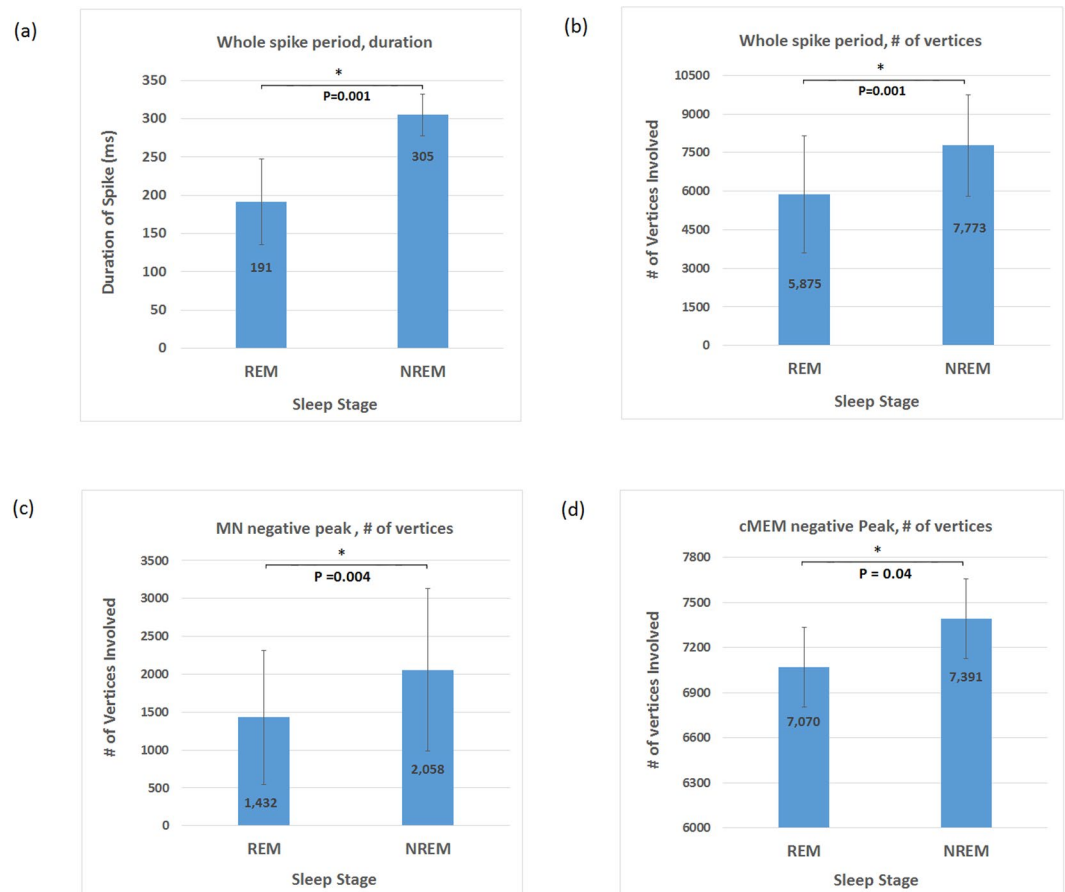 (a)
Whole spike period, duration
*
P=0.001
350
300
250
200
150
100
50
0
Duration of Spike (ms)
191
305
REM NREM
Sleep Stage
(b)
Whole spike period, # of vertices
*
P=0.001
10500
9000
7500
6000
4500
3000
1500
0
# of Vertices Involved
5,875
7,773
REM NREM
Sleep Stage
(c)
MN negative peak , # of vertices
*
P =0.004
3500
3000
2500
2000
1500
1000
500
0
# of Vertices Involved
1,432
2,058
REM NREM
Sleep Stage
(d)
cMEM negative Peak, # of vertices
*
P = 0.04
7800
7500
7200
6900
6600
6300
6000
# of vertices Involved
7,070
7,391
REM NREM
Sleep Stage